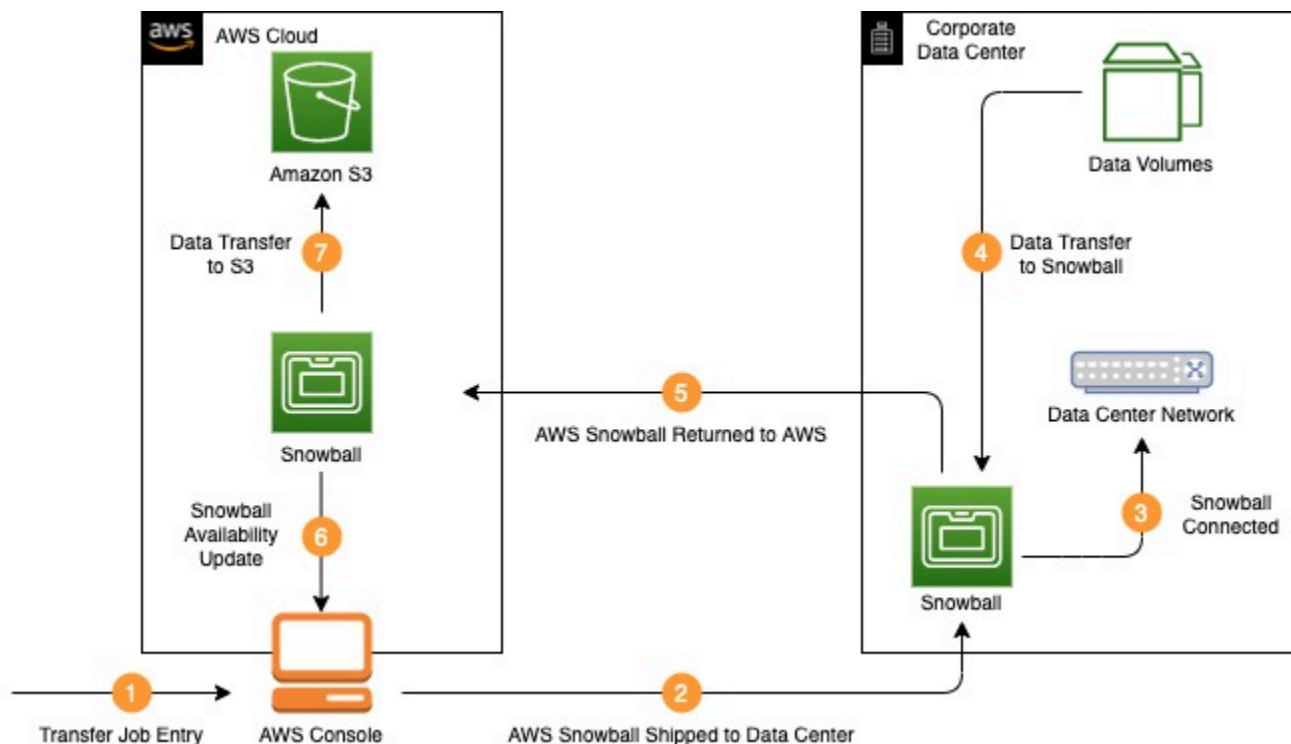 aws
AWS Cloud
Corporate
Data Center
Amazon S3
Data Volumes
Data Transfer
to S3
7
4
Data Transfer
to Snowball
Snowball
5
AWS Snowball Returned to AWS
Data Center Network
Snowball
Availability
Update
6
3
Snowball
Connected
Snowball
1
Transfer Job Entry
AWS Console
2
AWS Snowball Shipped to Data Center